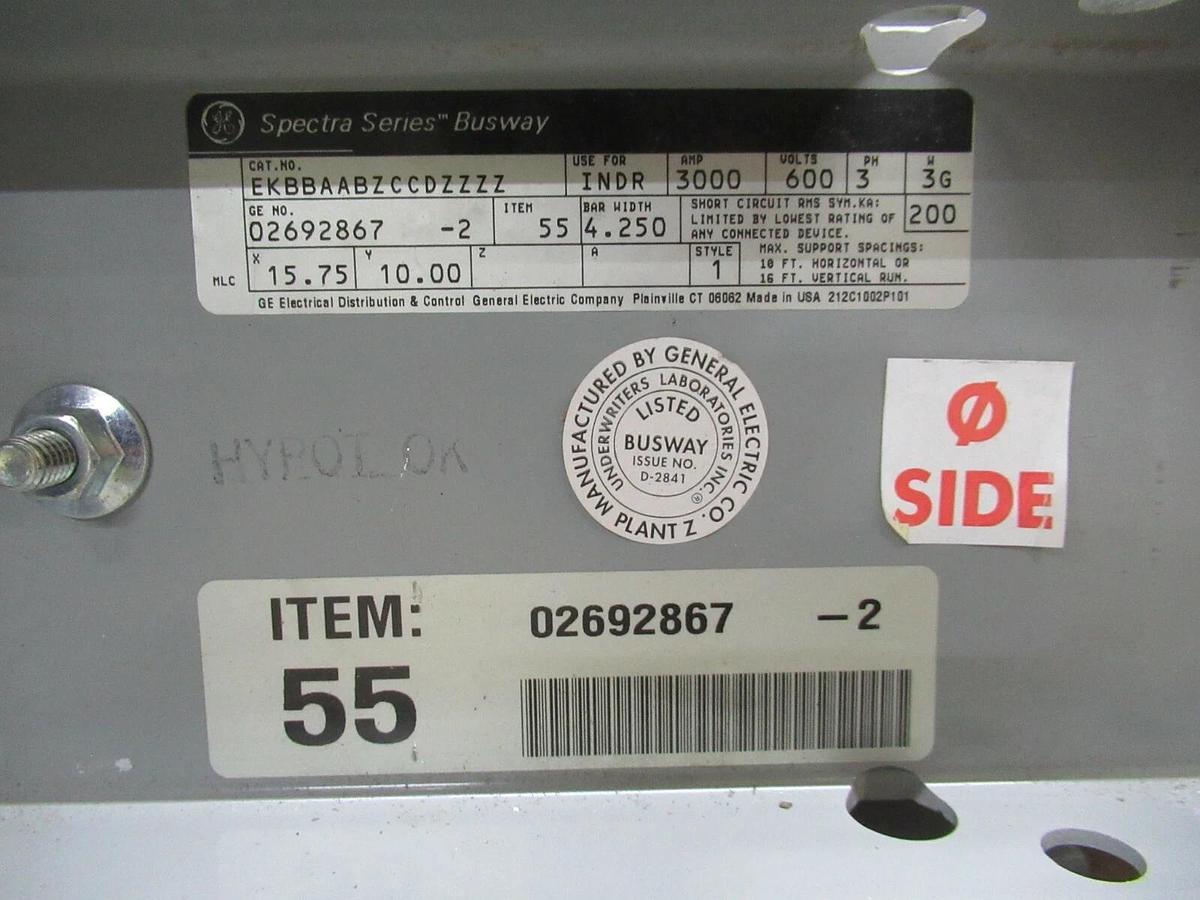 GE Spectra Series™ Busway
CAT.NO. USE FOR AMP VOLTS PH W
EKBBAABZCCDZZZZ INDR 3000 600 3 3G
GE NO. ITEM BAR WIDTH SHORT CIRCUIT RMS SYM.KA:
02692867 -2 55 4.250 LIMITED BY LOWEST RATING OF 200
ANY CONNECTED DEVICE.
X Y Z A STYLE MAX. SUPPORT SPACINGS:
MLC 15.75 10.00 1 10 FT. HORIZONTAL OR
16 FT. VERTICAL RUN.
GE Electrical Distribution & Control General Electric Company Plainville CT 06062 Made in USA 212C1002P101
HYPOT OK
MANUFACTURED BY GENERAL ELECTRIC CO. PLANT Z
UNDERWRITERS LABORATORIES INC.®
LISTED
BUSWAY
ISSUE NO.
D-2841
Ø
SIDE
ITEM: 02692867 -2
55